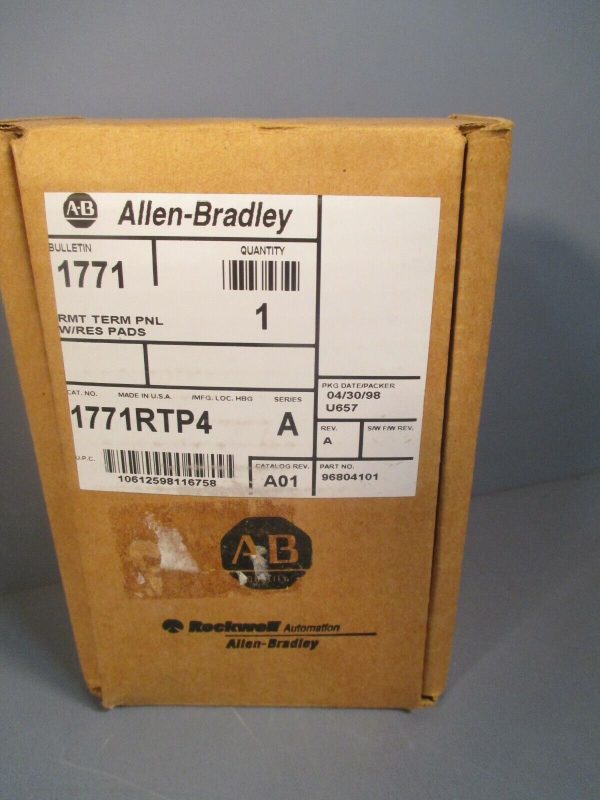 A·B Allen-Bradley
BULLETIN QUANTITY
1771
1
RMT TERM PNL
W/RES PADS
CAT. NO. MADE IN U.S.A. /MFG. LOC. HBG SERIES
1771RTP4 A
PKG DATE/PACKER
04/30/98
U657
REV. S/W F/W REV.
A
U.P.C.
10612598116758
CATALOG REV.
A01
PART NO.
96804101
A·B
QUALITY
Rockwell Automation
Allen-Bradley